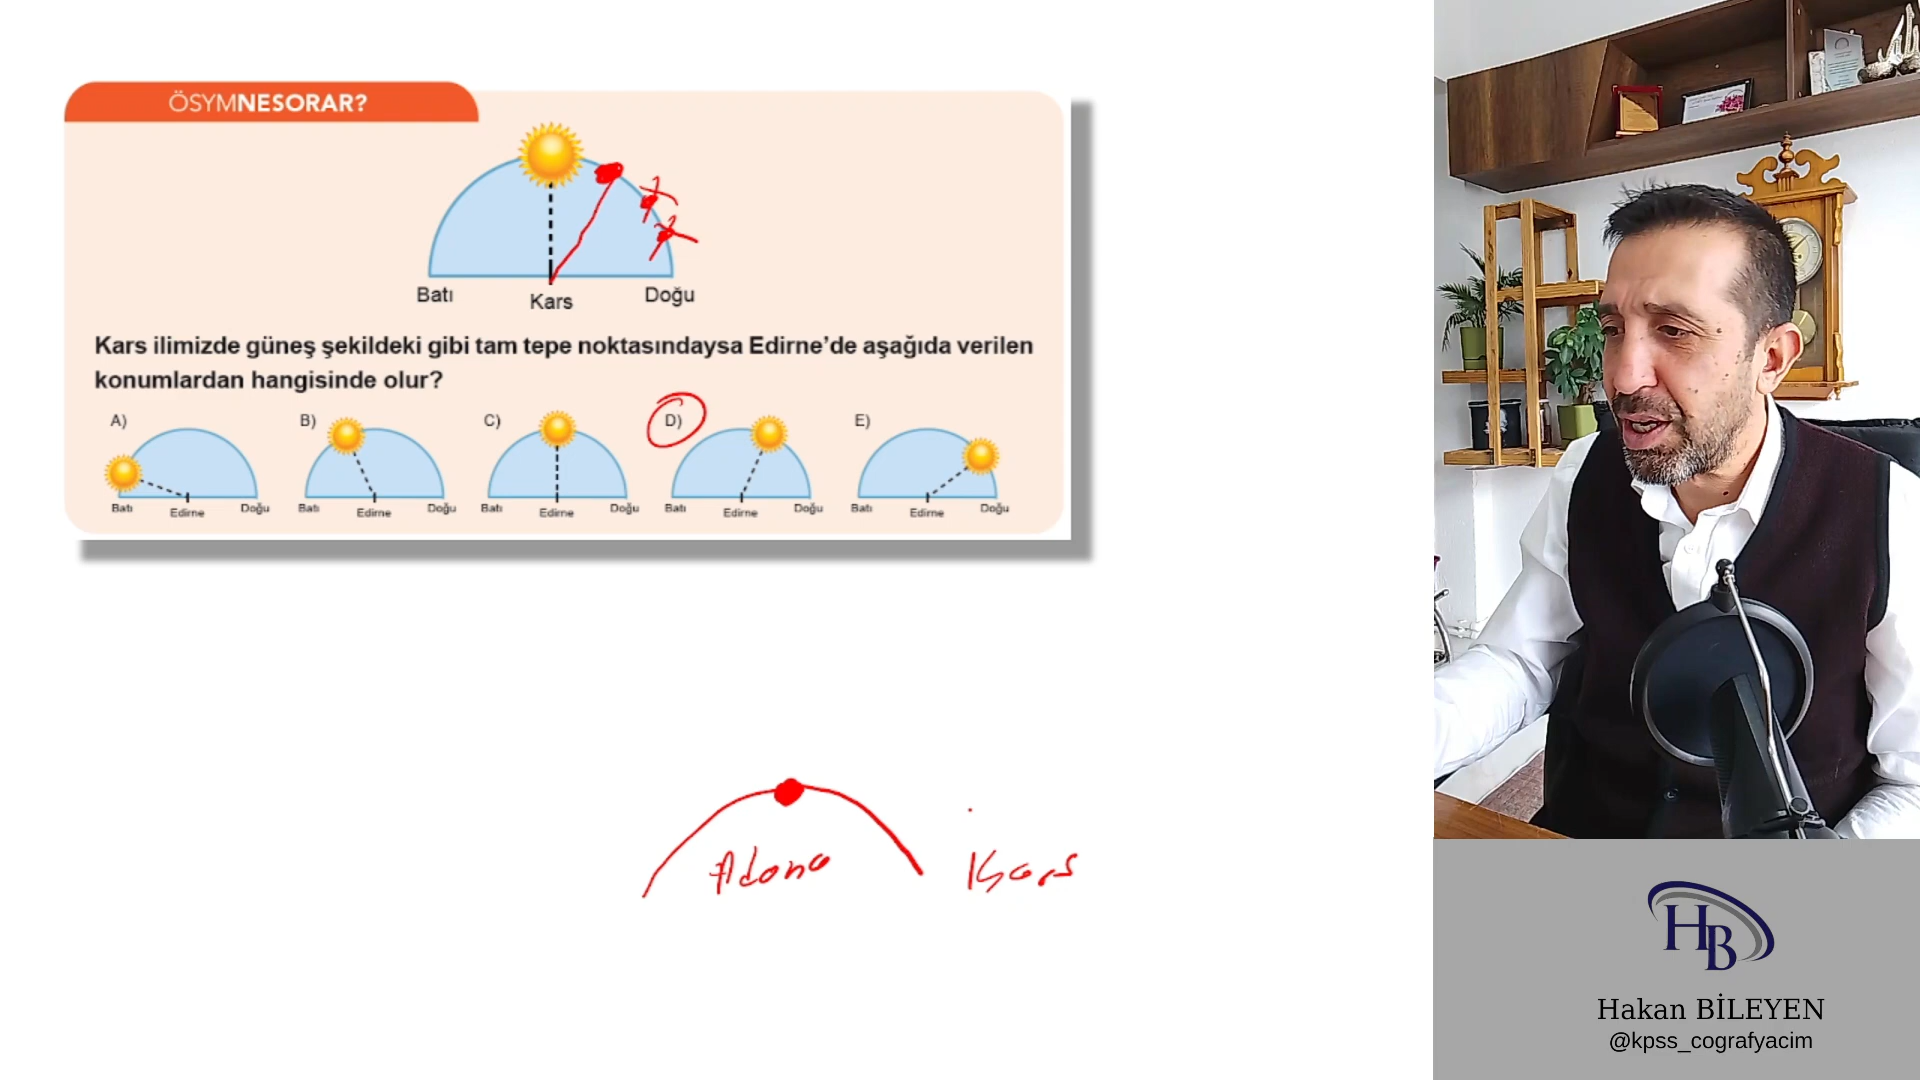 ÖSYMNESORAR?
Batı
Kars
Doğu
Kars ilimizde güneş şekildeki gibi tam tepe noktasındaysa Edirne'de aşağıda verilen
konumlardan hangisinde olur?
A)
B)
C)
D)
E)
Batı Edirne Doğu
Batı Edirne Doğu
Batı Edirne Doğu
Batı Edirne Doğu
Batı Edirne Doğu
Adana
Kars
HB
Hakan BİLEYEN
@kpss_cografyacim